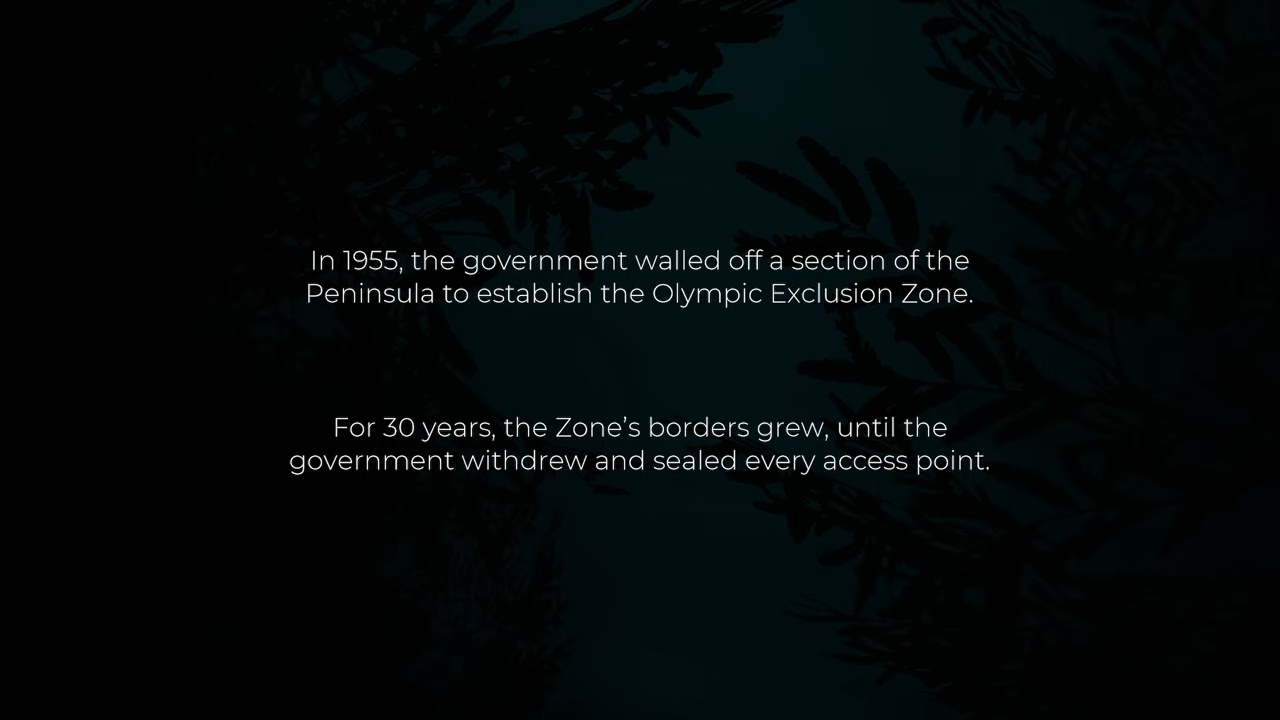 In 1955, the government walled off a section of the
Peninsula to establish the Olympic Exclusion Zone.
For 30 years, the Zone’s borders grew, until the
government withdrew and sealed every access point.